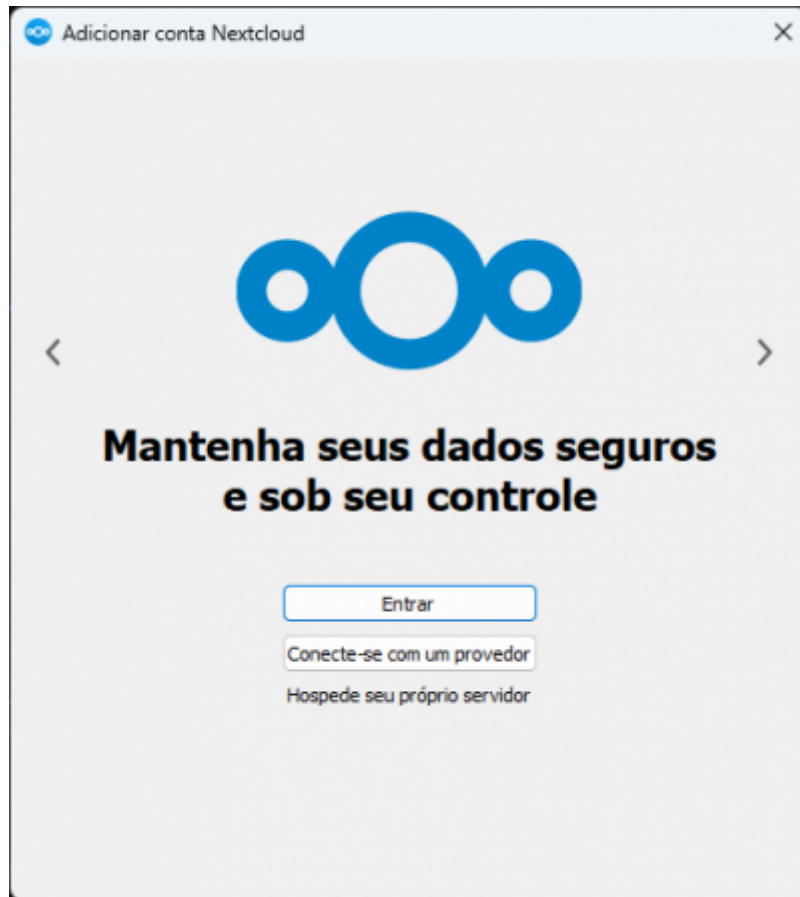 Adicionar conta Nextcloud
Mantenha seus dados seguros
e sob seu controle
Entrar
Conecte-se com um provedor
Hospede seu próprio servidor